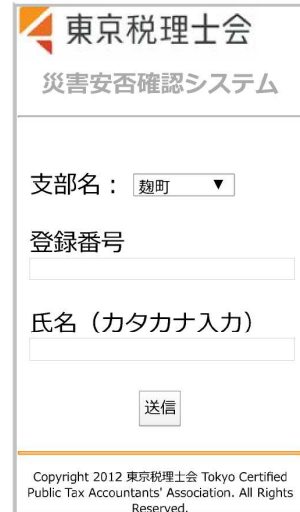 東京税理士会
災害安否確認システム
支部名： 麹町 ▼
登録番号
氏名（カタカナ入力）
送信
Copyright 2012 東京税理士会 Tokyo Certified
Public Tax Accountants' Association. All Rights
Reserved.